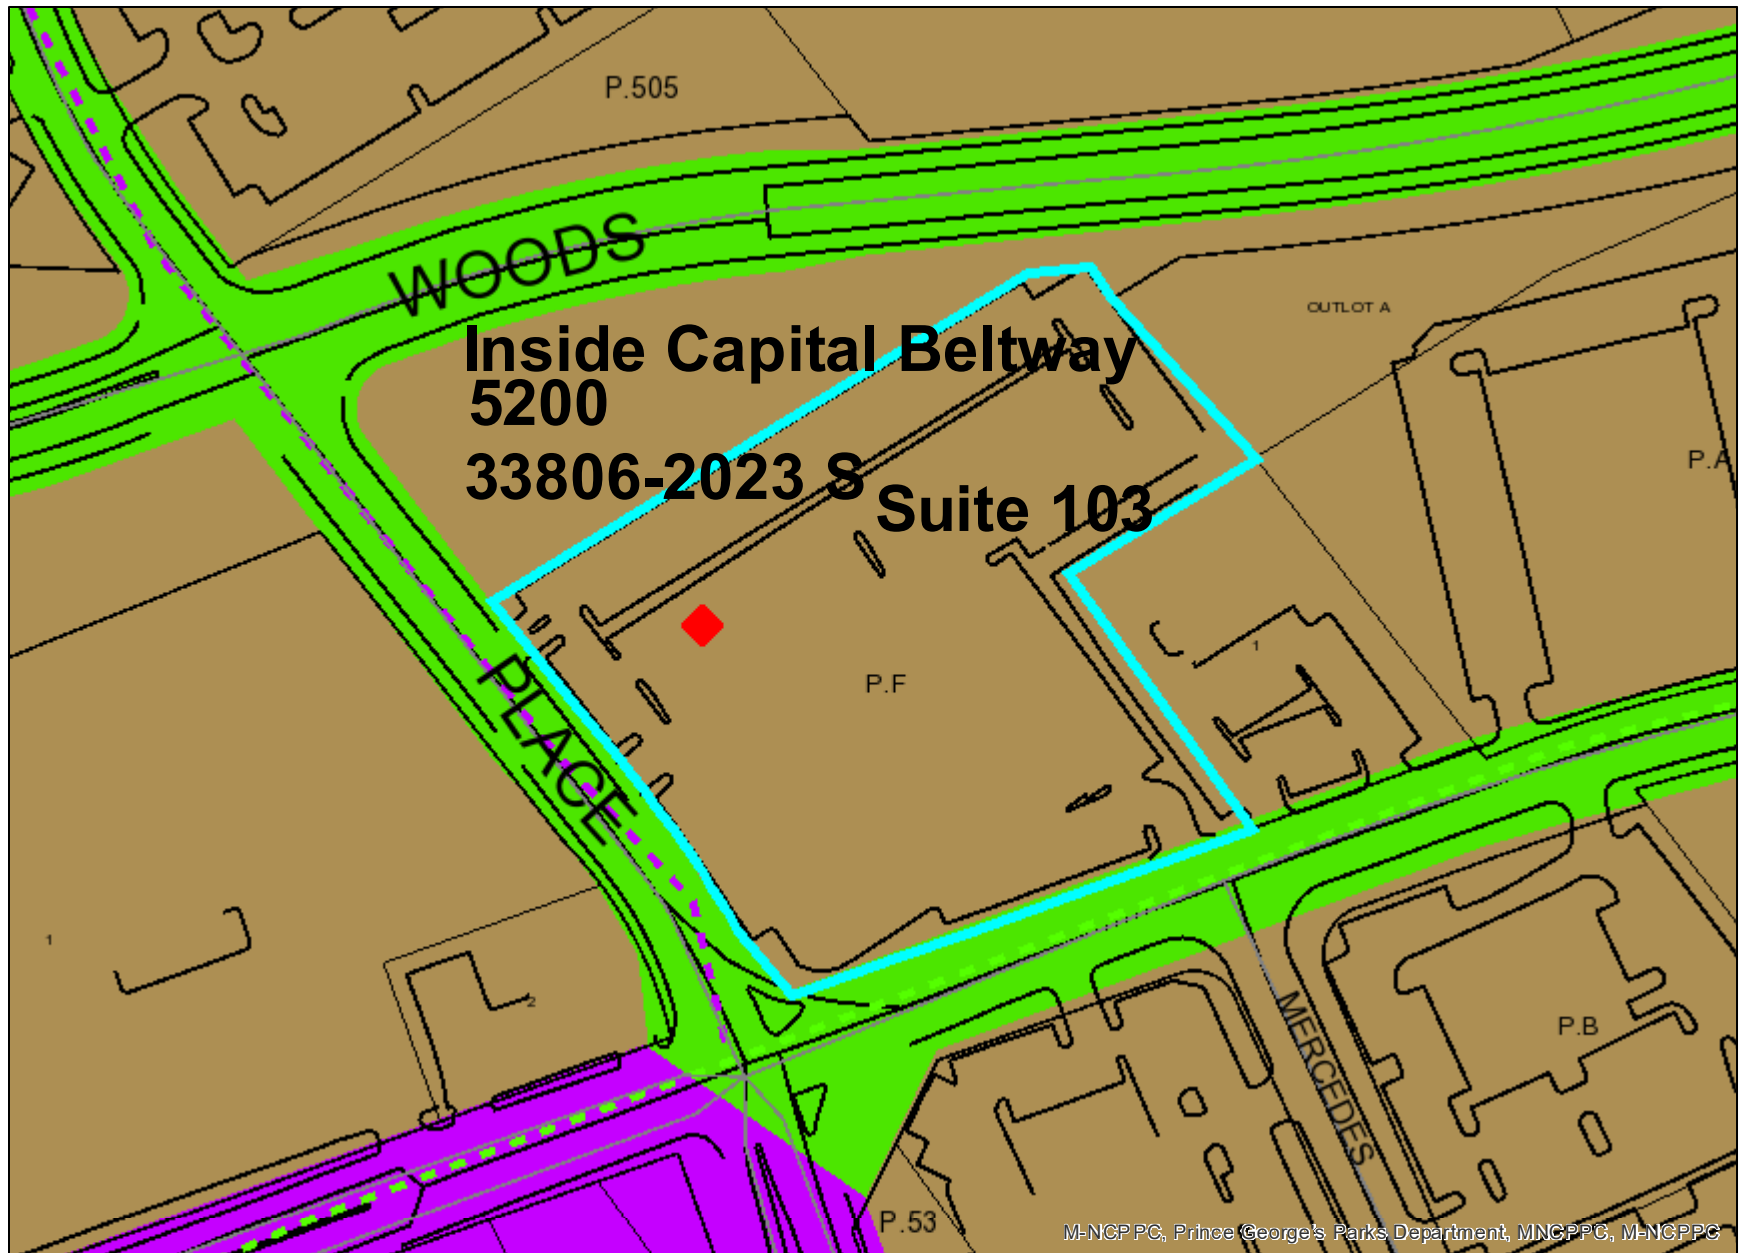 P.505
WOODS
OUTLOT A
Inside Capital Beltway
5200
33806-2023 S
Suite 103
P.A
1
P.F
PLACE
1
2
MERCEDES
P.B
P.53
M-NCPPC, Prince George's Parks Department, MNCPPC, M-NCPPC